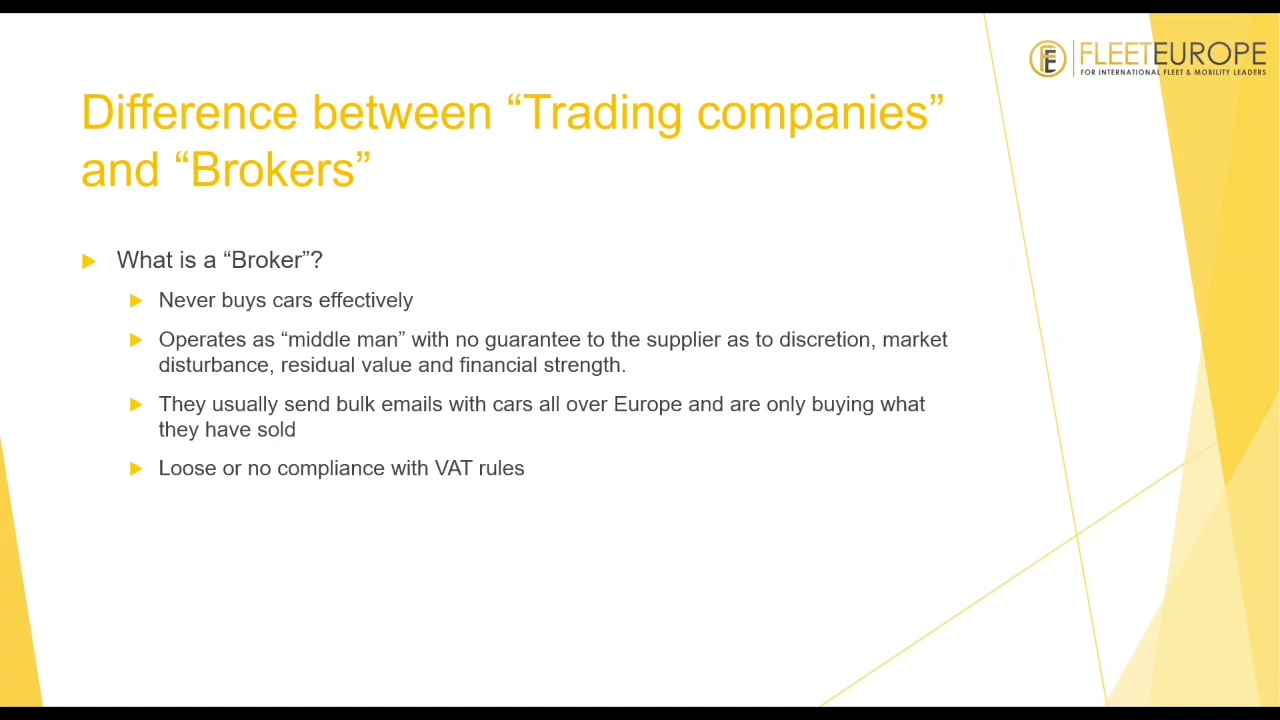 FLEETEUROPE
FOR INTERNATIONAL FLEET & MOBILITY LEADERS
Difference between “Trading companies”
and “Brokers”
What is a “Broker”?
Never buys cars effectively
Operates as “middle man” with no guarantee to the supplier as to discretion, market
disturbance, residual value and financial strength.
They usually send bulk emails with cars all over Europe and are only buying what
they have sold
Loose or no compliance with VAT rules